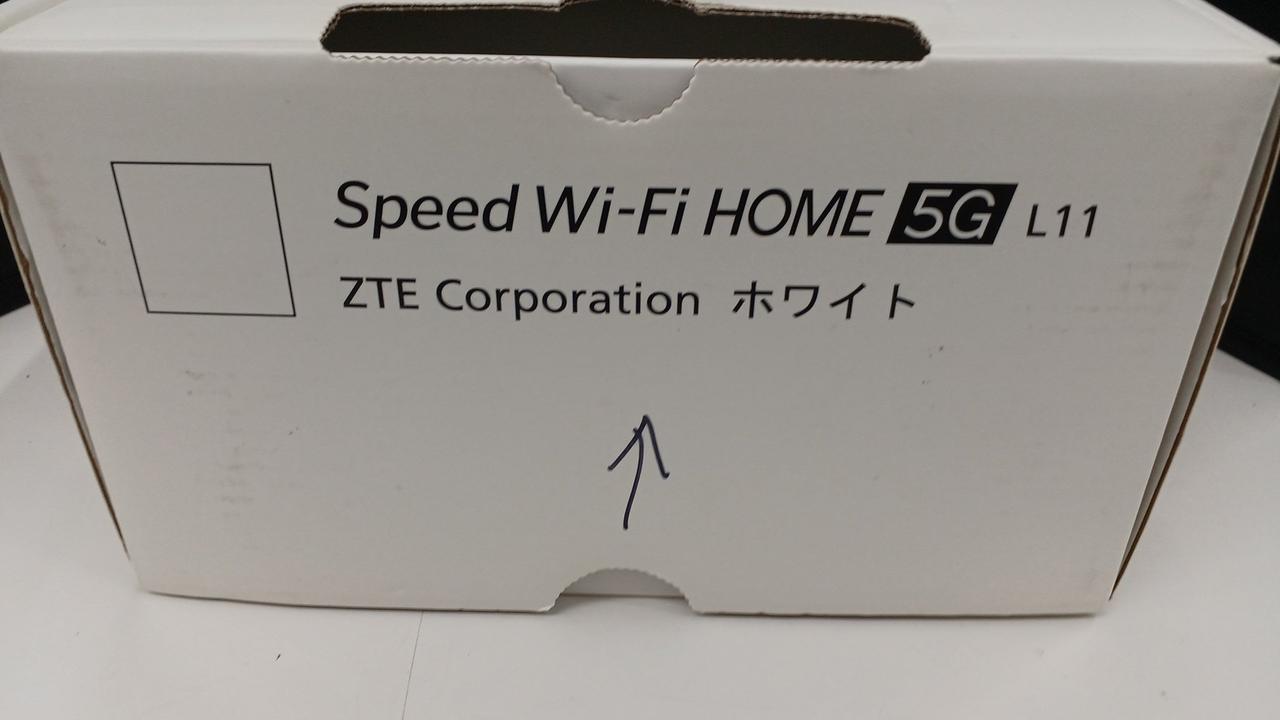 Speed Wi-Fi HOME 5G L11
ZTE Corporation ホワイト